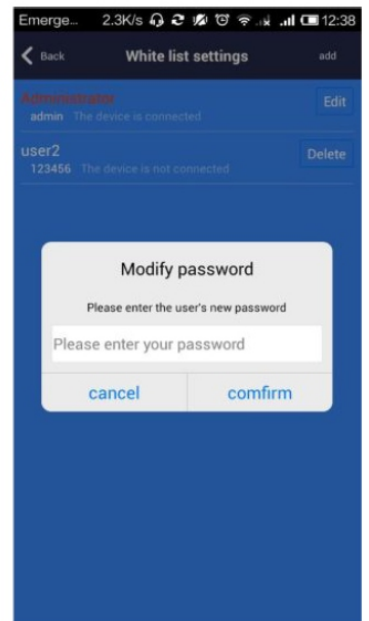 Emerge... 2.3K/s 12:38
Back White list settings add
Administrator Edit
admin The device is connected
user2 Delete
123456 The device is not connected
Modify password
Please enter the user's new password
Please enter your password
cancel comfirm